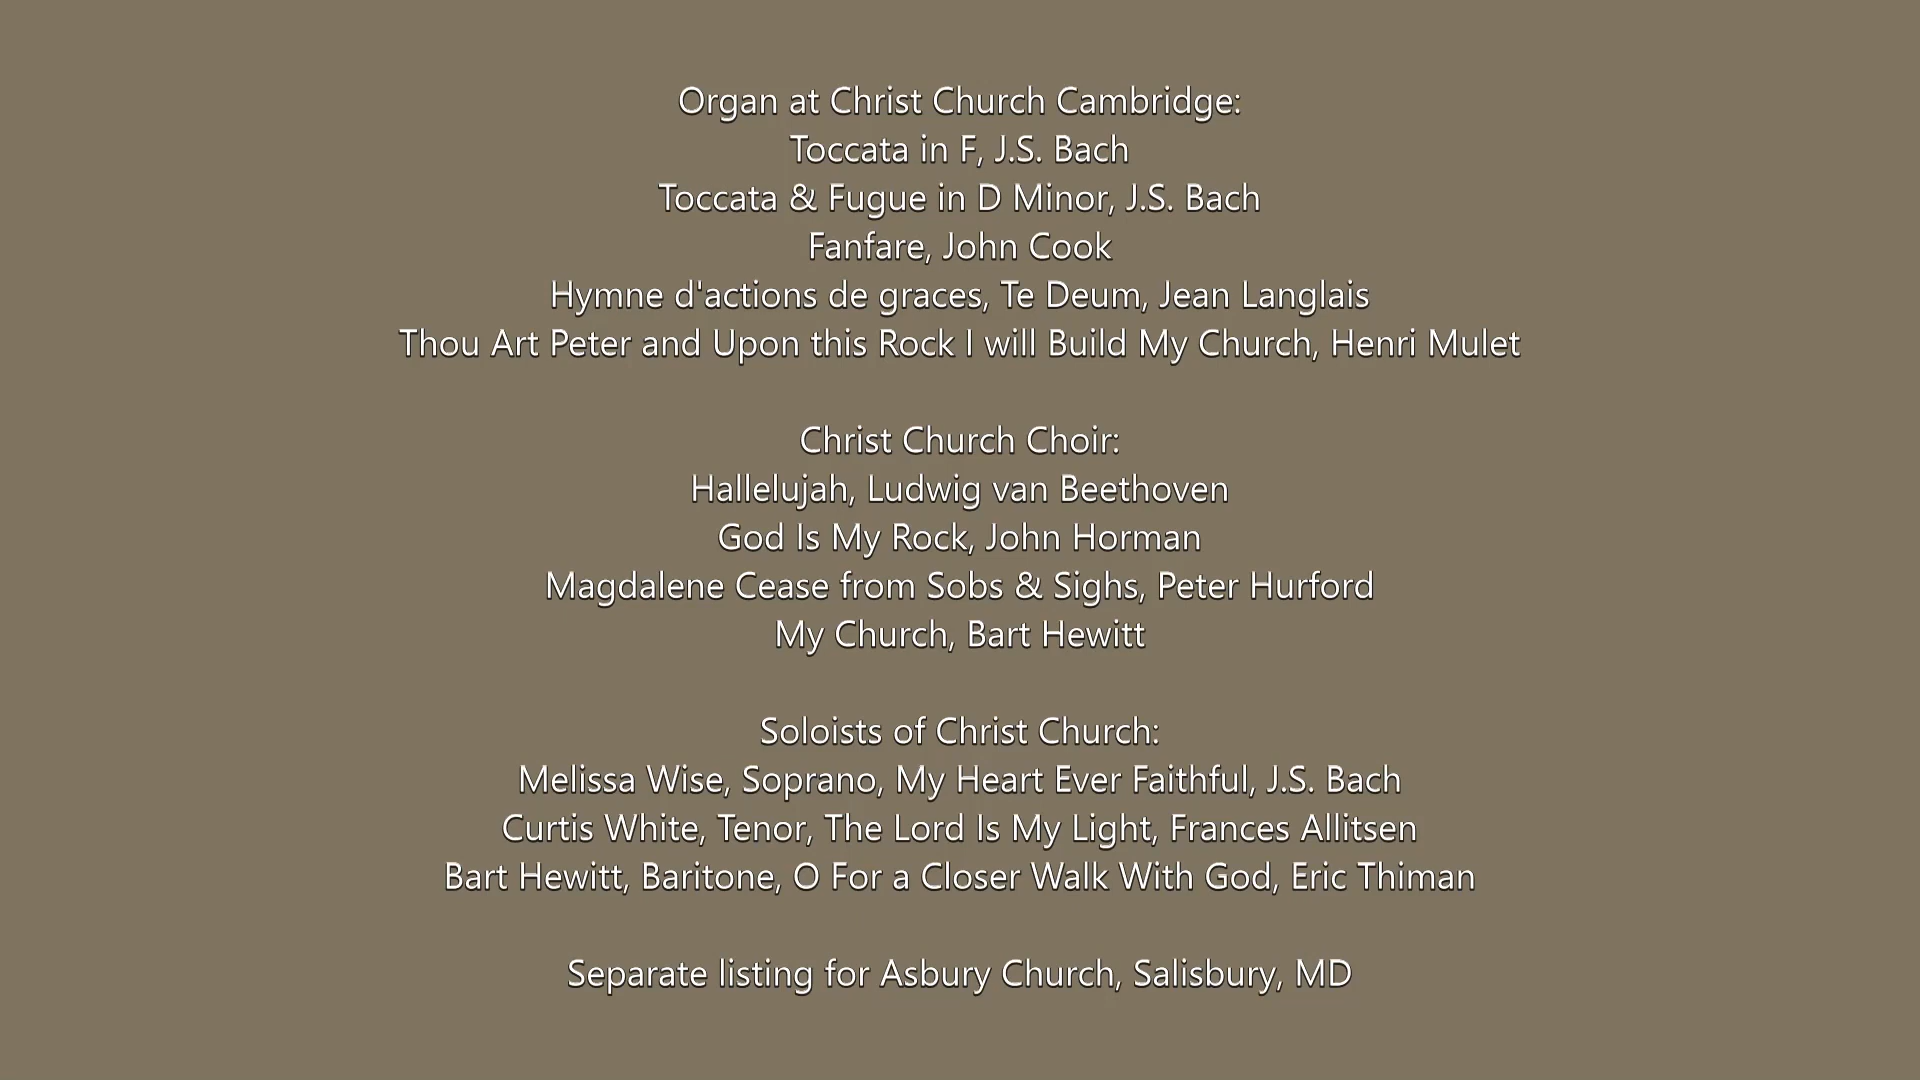 Organ at Christ Church Cambridge:
Toccata in F, J.S. Bach
Toccata & Fugue in D Minor, J.S. Bach
Fanfare, John Cook
Hymne d'actions de graces, Te Deum, Jean Langlais
Thou Art Peter and Upon this Rock I will Build My Church, Henri Mulet
Christ Church Choir:
Hallelujah, Ludwig van Beethoven
God Is My Rock, John Horman
Magdalene Cease from Sobs & Sighs, Peter Hurford
My Church, Bart Hewitt
Soloists of Christ Church:
Melissa Wise, Soprano, My Heart Ever Faithful, J.S. Bach
Curtis White, Tenor, The Lord Is My Light, Frances Allitsen
Bart Hewitt, Baritone, O For a Closer Walk With God, Eric Thiman
Separate listing for Asbury Church, Salisbury, MD